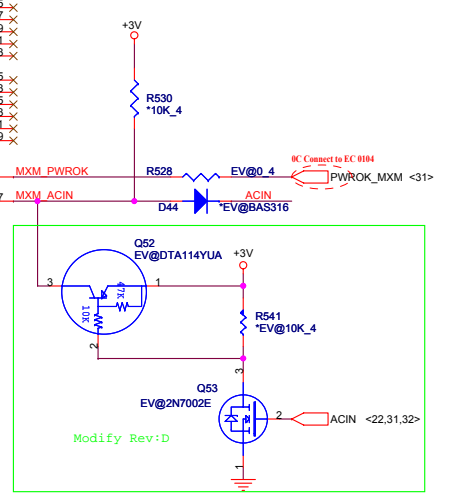 +3V
R530
*10K_4
0C Connect to EC 0104
MXM_PWROK
R528
EV@0_4
PWROK_MXM <31>
MXM_ACIN
ACIN
D44
*EV@BAS316
Q52
EV@DTA114YUA
+3V
3
47K
1
10K
R541
*EV@10K_4
2
3
Q53
EV@2N7002E
2
ACIN <22,31,32>
Modify Rev:D
1